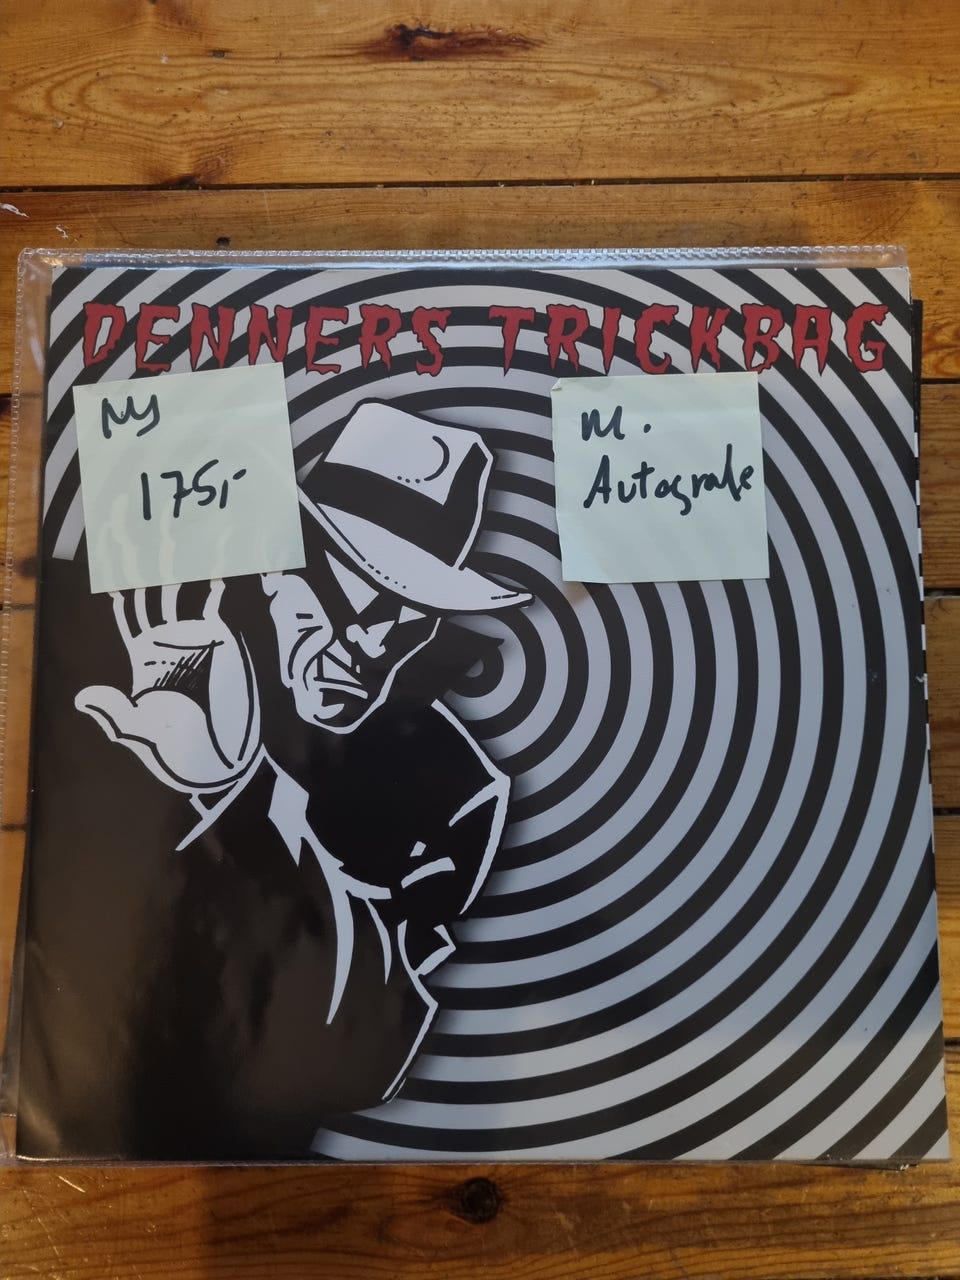 DENNERS TRICKBAG
Ny
175,-
M.
Autografe